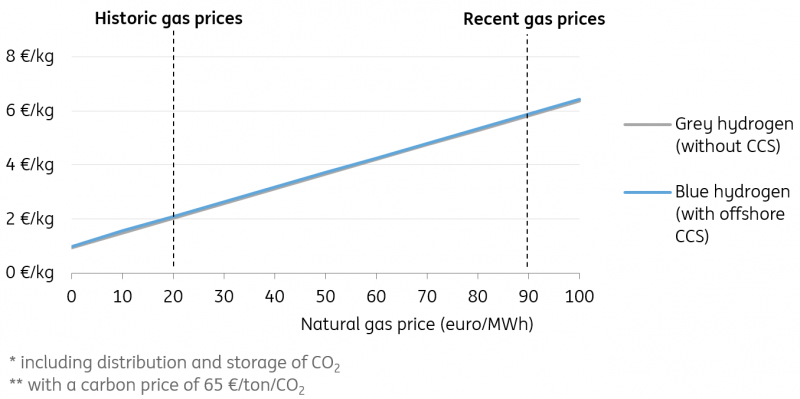 Historic gas prices
Recent gas prices
8 €/kg
6 €/kg
4 €/kg
2 €/kg
0 €/kg
0 10 20 30 40 50 60 70 80 90 100
Natural gas price (euro/MWh)
Grey hydrogen
(without CCS)
Blue hydrogen
(with offshore
CCS)
* including distribution and storage of CO₂
** with a carbon price of 65 €/ton/CO₂